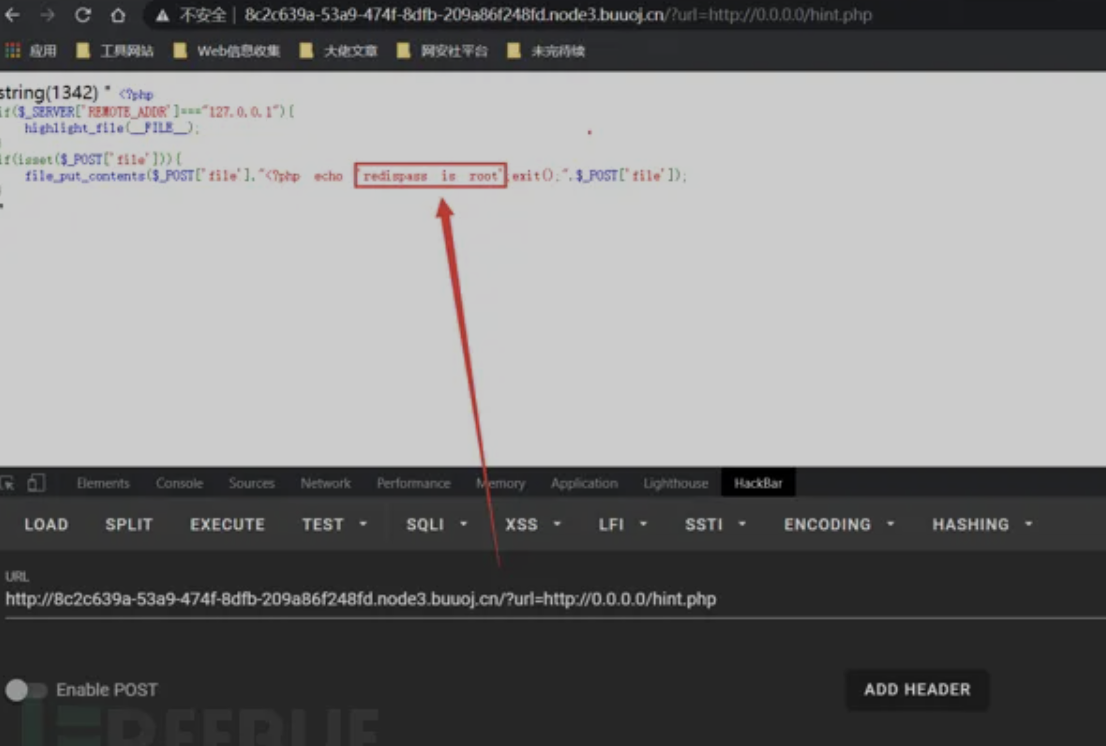 不安全 | 8c2c639a-53a9-474f-8dfb-209a86f248fd.node3.buuoj.cn/?url=http://0.0.0.0/hint.php
应用 工具网站 Web信息收集 大佬文章 网安社平台 未完待续
string(1342) " <?php
if($_SERVER['REMOTE_ADDR']==="127.0.0.1"){
highlight_file(__FILE__);
if(isset($_POST['file'])){
file_put_contents($_POST['file'],"<?php echo 'redispass is root';exit();".$_POST['file']);
"
Elements Console Sources Network Performance Memory Application Lighthouse HackBar
LOAD SPLIT EXECUTE TEST SQLI XSS LFI SSTI ENCODING HASHING
URL
http://8c2c639a-53a9-474f-8dfb-209a86f248fd.node3.buuoj.cn/?url=http://0.0.0.0/hint.php
Enable POST ADD HEADER
FREEBUF